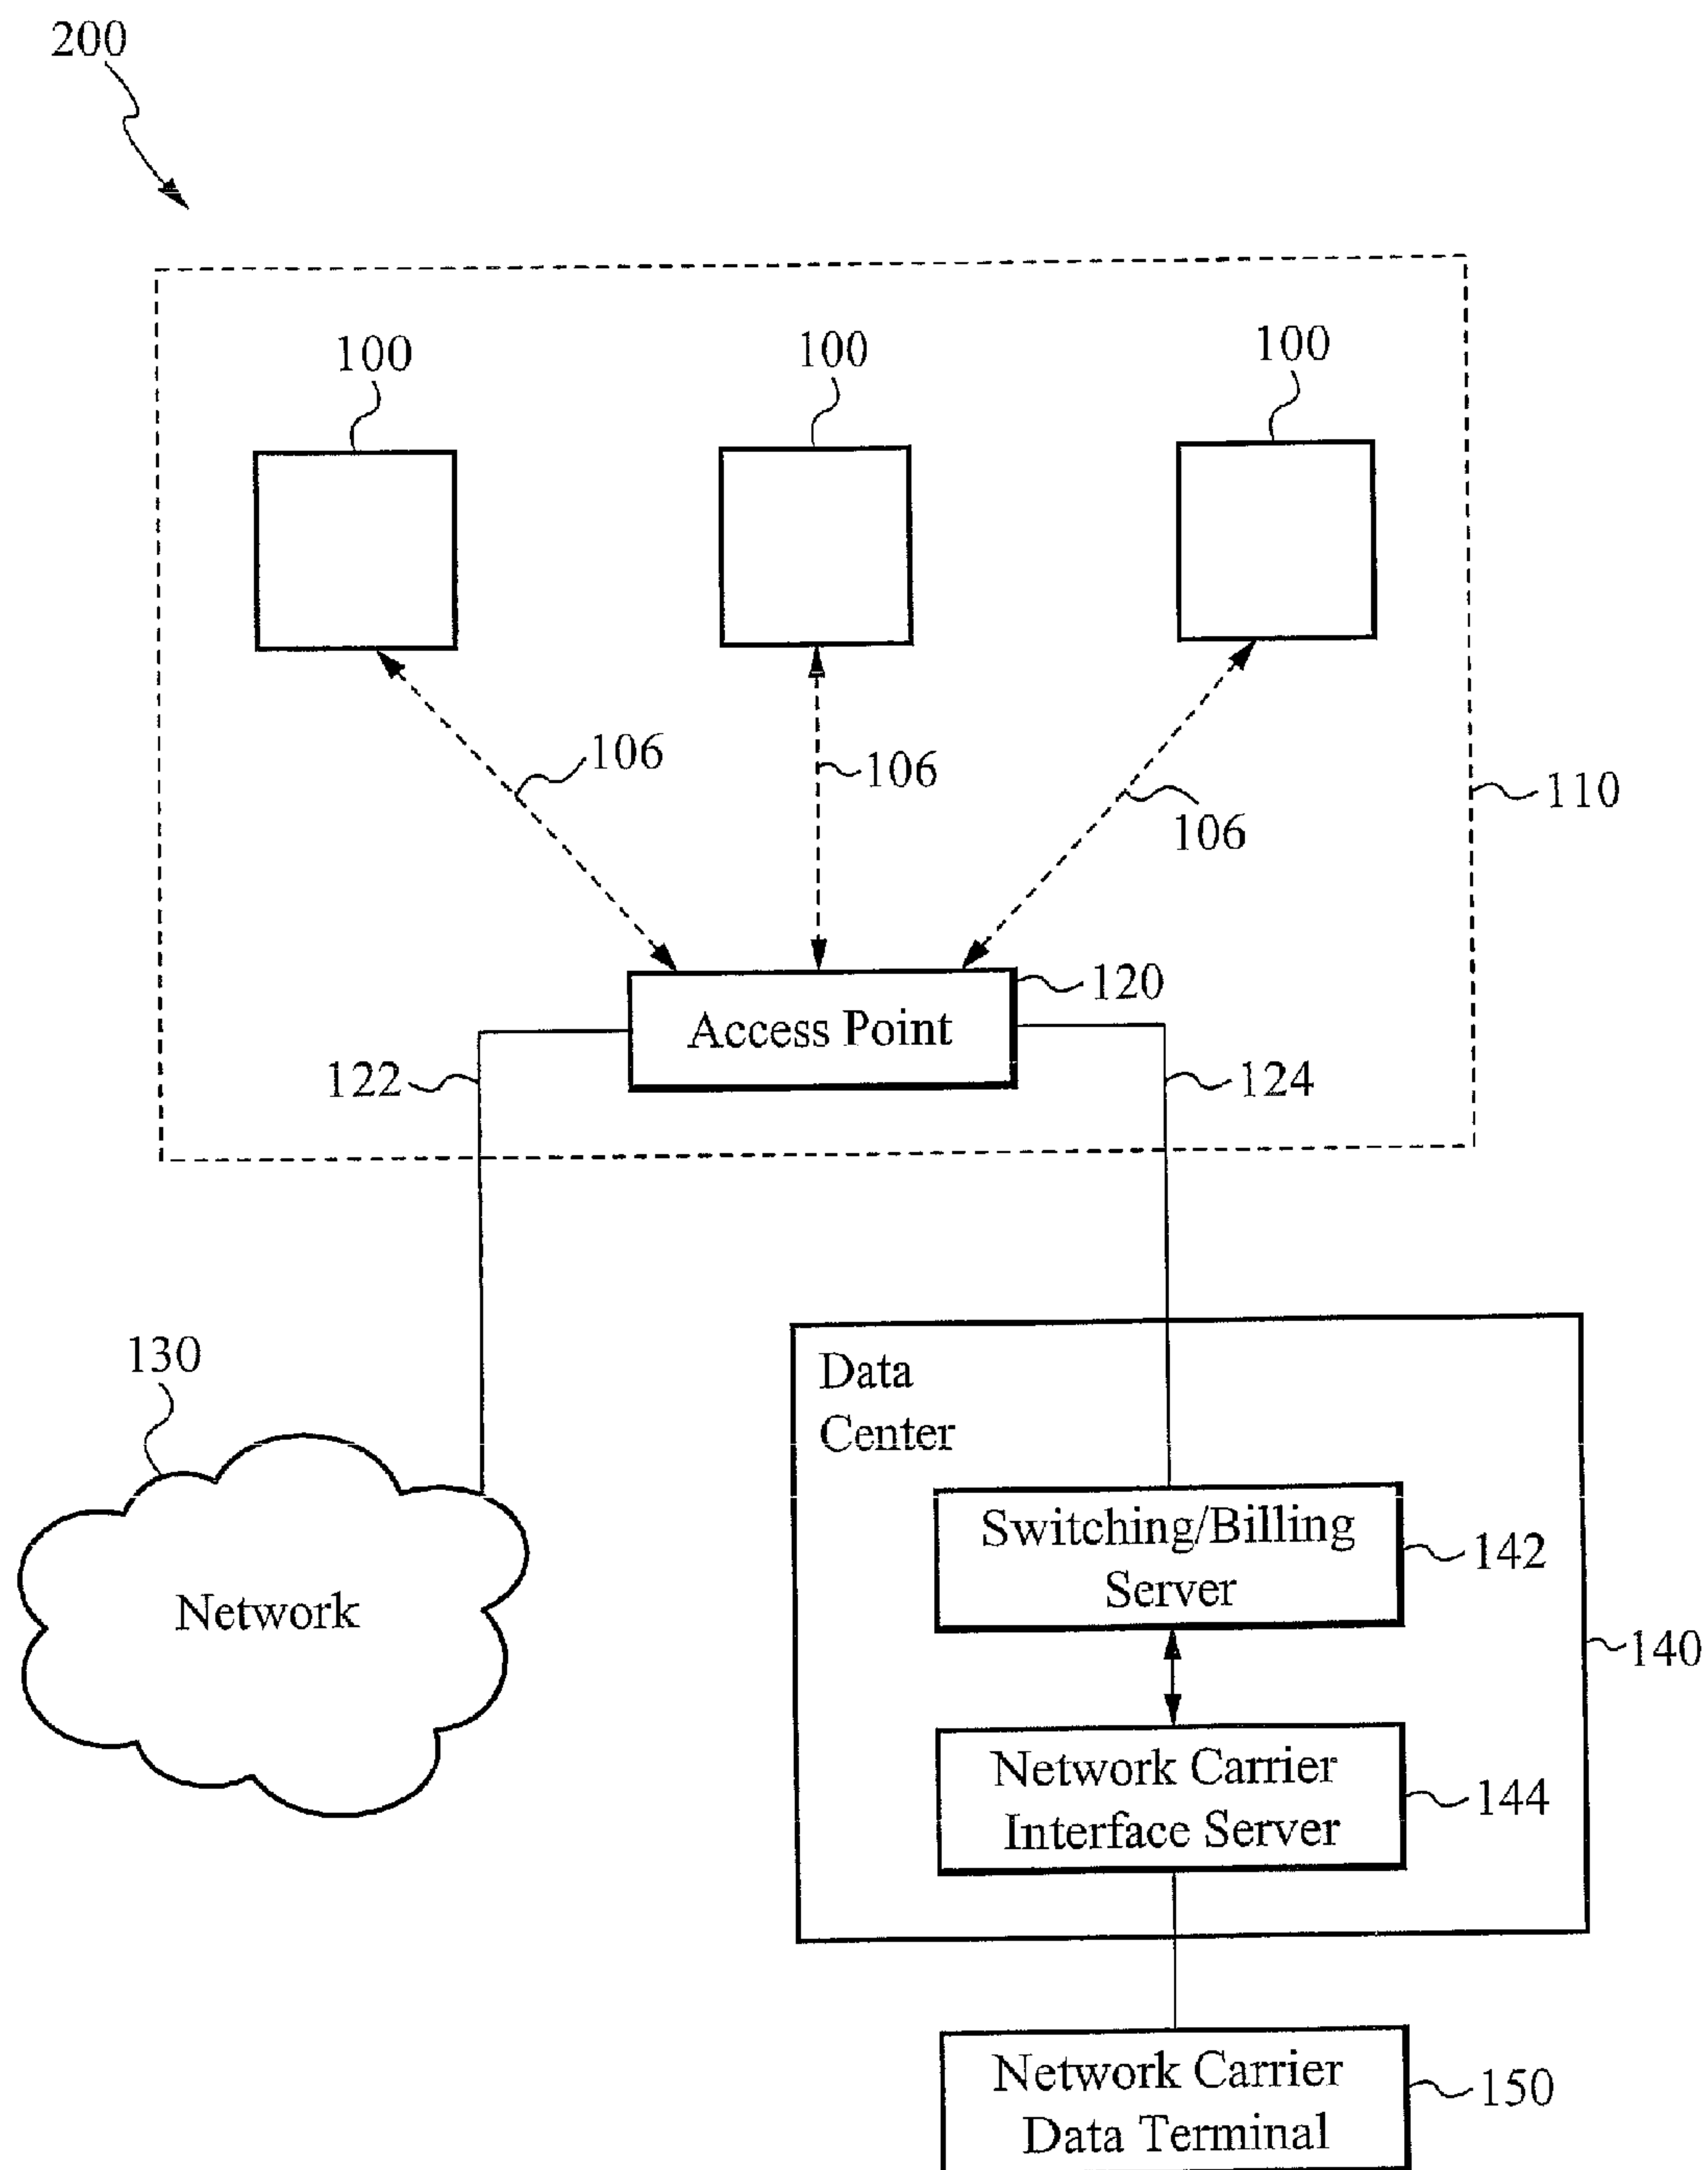 200
100
100
100
106
106
106
110
120
Access Point
122
124
130
Data
Center
Network
Switching/Billing
Server
142
140
Network Carrier
Interface Server
144
Network Carrier
Data Terminal
150